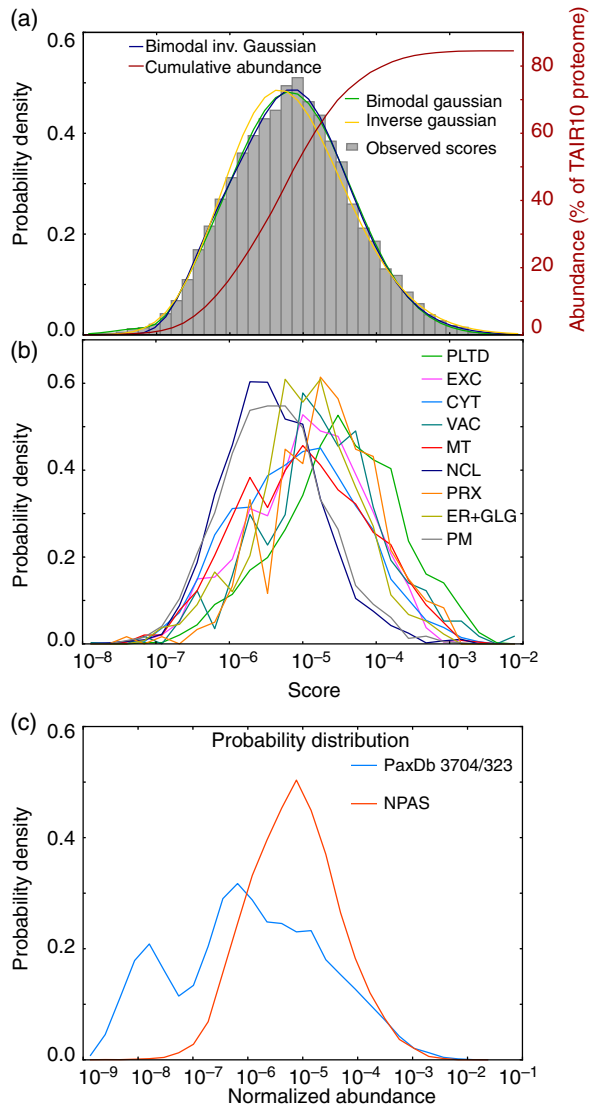 (a)
0.6
0.4
0.2
0.0
Probability density
Bimodal inv. Gaussian
Cumulative abundance
Bimodal gaussian
Inverse gaussian
Observed scores
80
60
40
20
0
Abundance (% of TAIR10 proteome)
(b)
0.6
0.4
0.2
0.0
Probability density
PLTD
EXC
CYT
VAC
MT
NCL
PRX
ER+GLG
PM
10⁻⁸ 10⁻⁷ 10⁻⁶ 10⁻⁵ 10⁻⁴ 10⁻³ 10⁻²
Score
(c)
Probability distribution
0.6
0.4
0.2
0.0
Probability density
PaxDb 3704/323
NPAS
10⁻⁹ 10⁻⁸ 10⁻⁷ 10⁻⁶ 10⁻⁵ 10⁻⁴ 10⁻³ 10⁻² 10⁻¹
Normalized abundance